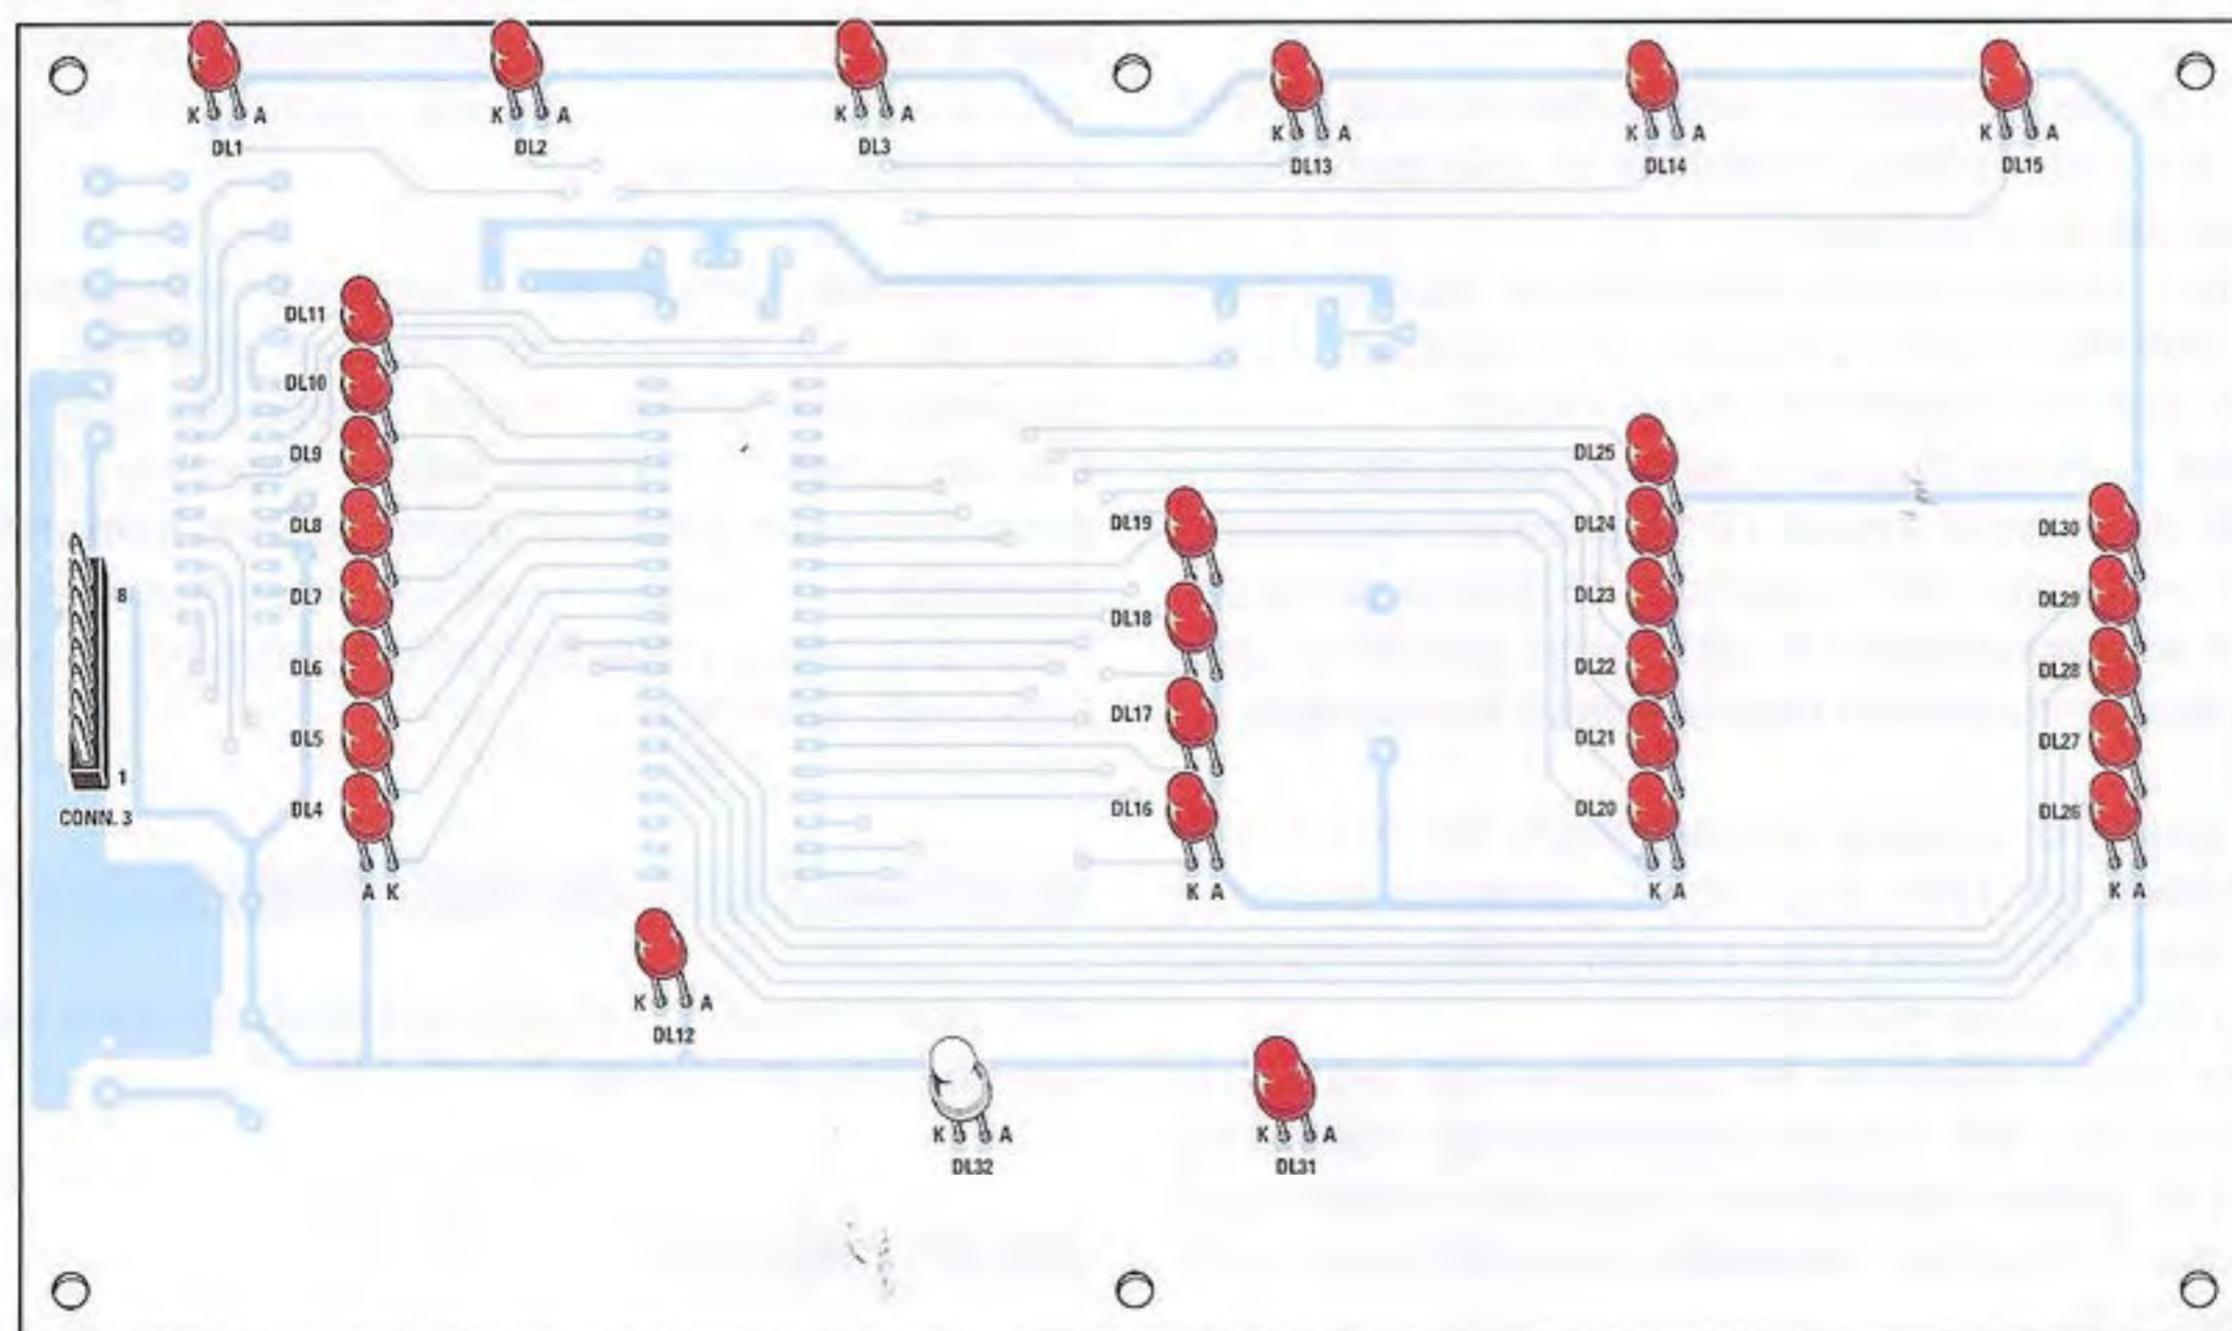 K A K A K A K A K A K A
DL1 DL2 DL3 DL13 DL14 DL15
DL11
DL10
DL9
DL8
DL7
DL6
DL5
DL4
A K
8
1
CONN. 3
DL19
DL18
DL17
DL16
K A
DL25
DL24
DL23
DL22
DL21
DL20
K A
DL30
DL29
DL28
DL27
DL26
K A
K A
DL12
K A
DL32
K A
DL31